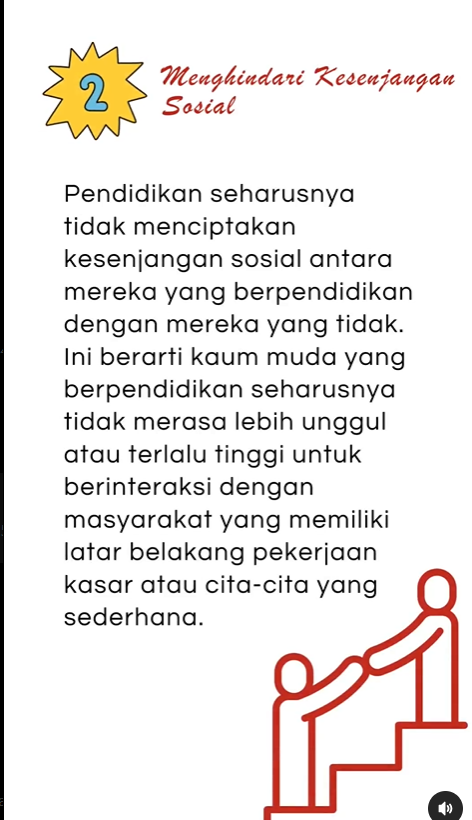 2
Menghindari Kesenjangan
Sosial
Pendidikan seharusnya
tidak menciptakan
kesenjangan sosial antara
mereka yang berpendidikan
dengan mereka yang tidak.
Ini berarti kaum muda yang
berpendidikan seharusnya
tidak merasa lebih unggul
atau terlalu tinggi untuk
berinteraksi dengan
masyarakat yang memiliki
latar belakang pekerjaan
kasar atau cita-cita yang
sederhana.